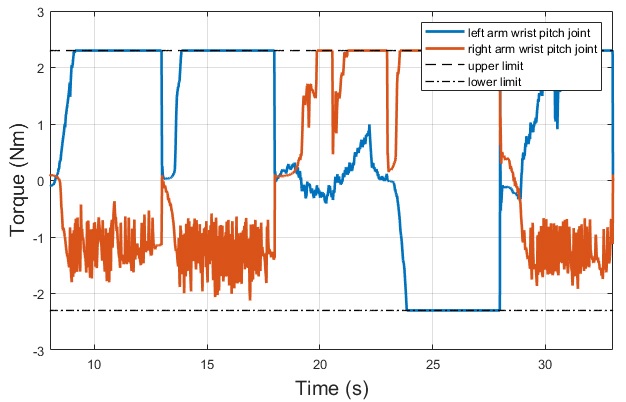 3
2
1
0
-1
-2
-3
Torque (Nm)
10 15 20 25 30
Time (s)
left arm wrist pitch joint
right arm wrist pitch joint
upper limit
lower limit